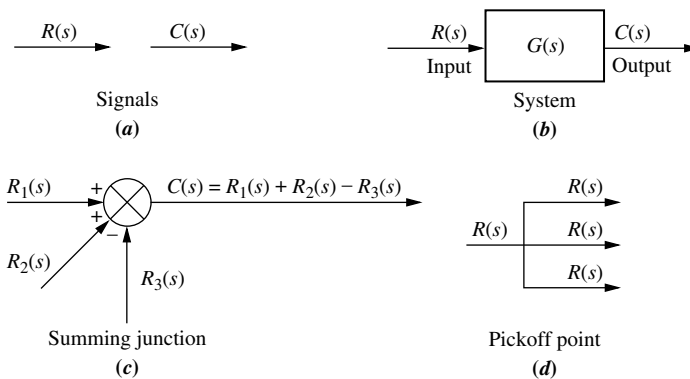 R(s)
C(s)
Signals
(a)
R(s)
Input
G(s)
C(s)
Output
System
(b)
R₁(s)
+
+
−
C(s) = R₁(s) + R₂(s) − R₃(s)
R₂(s)
R₃(s)
Summing junction
(c)
R(s)
R(s)
R(s)
R(s)
Pickoff point
(d)